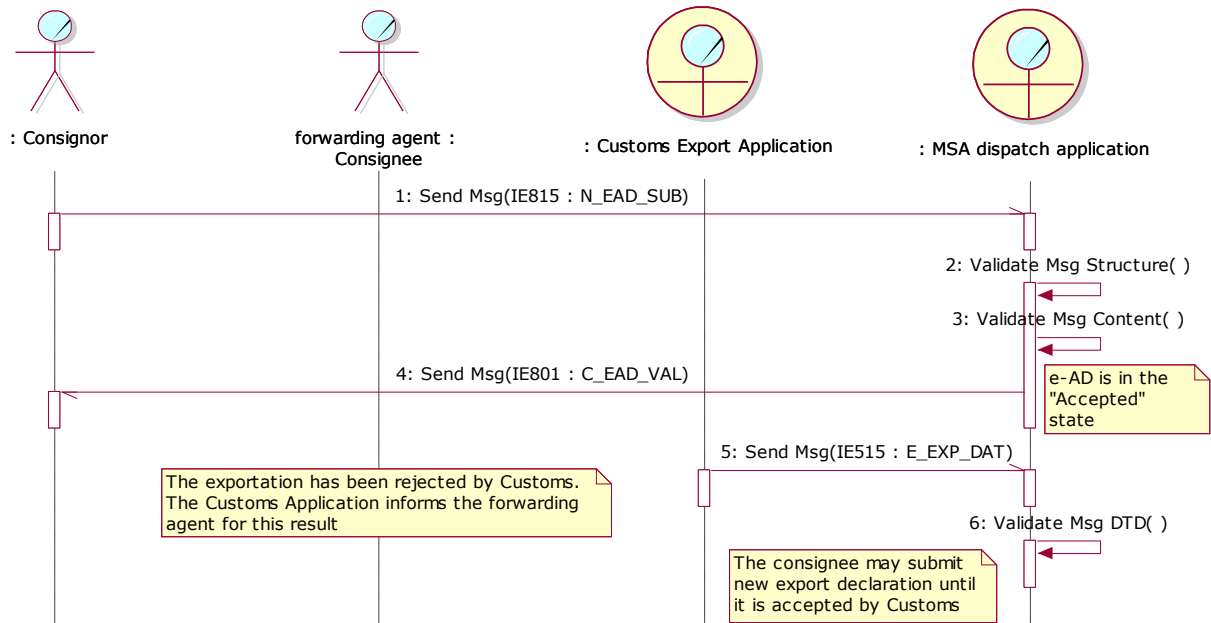 : Consignor
forwarding agent :
Consignee
: Customs Export Application
: MSA dispatch application
1: Send Msg(IE815 : N_EAD_SUB)
2: Validate Msg Structure( )
3: Validate Msg Content( )
4: Send Msg(IE801 : C_EAD_VAL)
e-AD is in the
"Accepted"
state
5: Send Msg(IE515 : E_EXP_DAT)
The exportation has been rejected by Customs.
The Customs Application informs the forwarding
agent for this result
6: Validate Msg DTD( )
The consignee may submit
new export declaration until
it is accepted by Customs